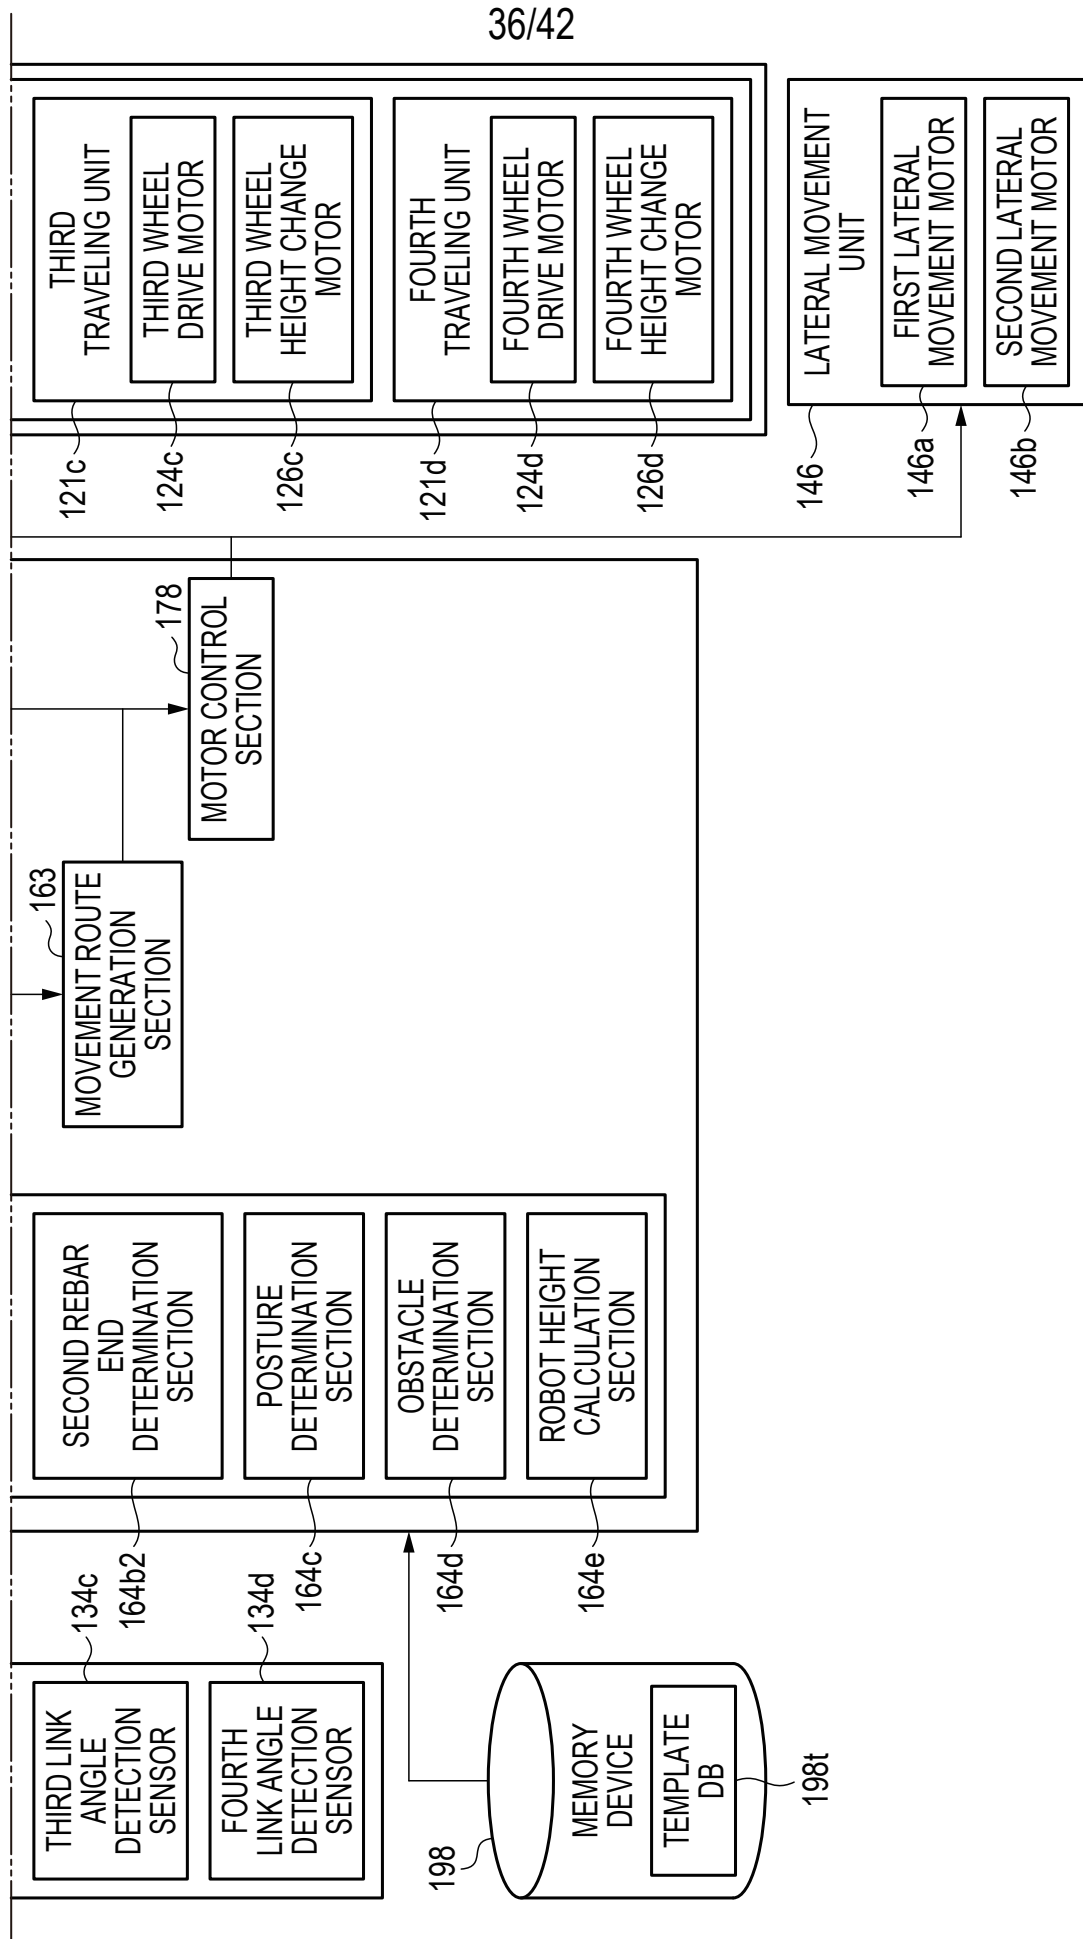 36/42
THIRD LINK
ANGLE
DETECTION
SENSOR
134c
FOURTH
LINK ANGLE
DETECTION
SENSOR
134d
MEMORY
DEVICE
198
TEMPLATE
DB
198t
SECOND REBAR
END
DETERMINATION
SECTION
164b2
POSTURE
DETERMINATION
SECTION
164c
OBSTACLE
DETERMINATION
SECTION
164d
ROBOT HEIGHT
CALCULATION
SECTION
164e
MOVEMENT ROUTE
GENERATION
SECTION
163
MOTOR CONTROL
SECTION
178
THIRD
TRAVELING UNIT
121c
THIRD WHEEL
DRIVE MOTOR
124c
THIRD WHEEL
HEIGHT CHANGE
MOTOR
126c
FOURTH
TRAVELING UNIT
121d
FOURTH WHEEL
DRIVE MOTOR
124d
FOURTH WHEEL
HEIGHT CHANGE
MOTOR
126d
LATERAL MOVEMENT
UNIT
146
FIRST LATERAL
MOVEMENT MOTOR
146a
SECOND LATERAL
MOVEMENT MOTOR
146b